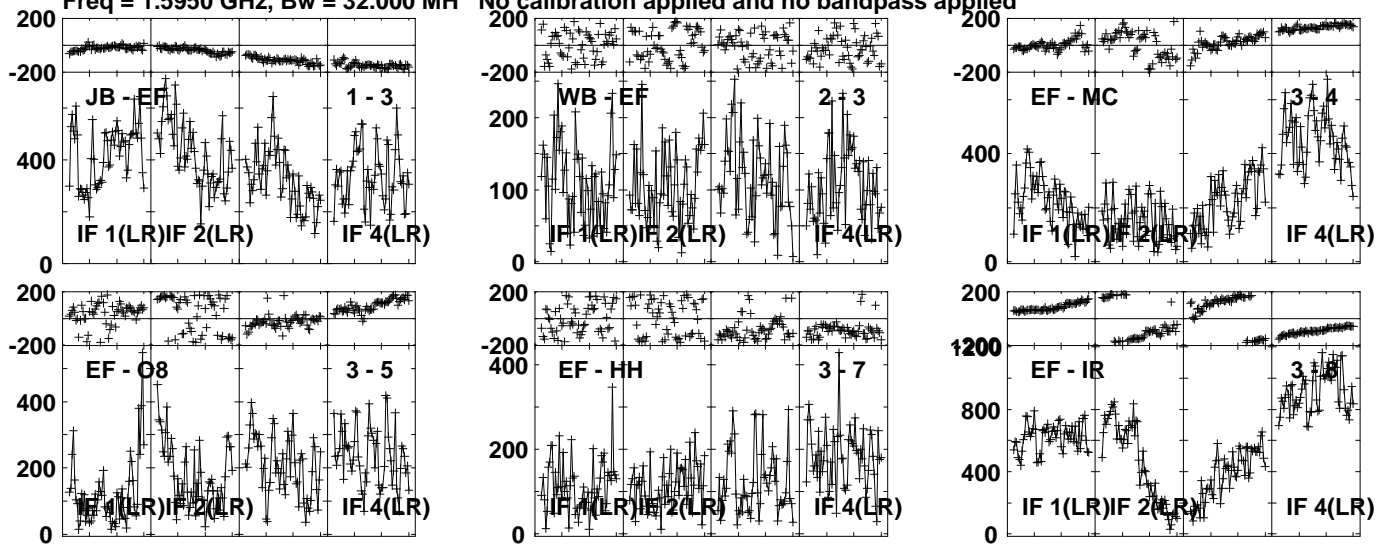 Freq = 1.5950 GHz, Bw = 32.000 MH No calibration applied and no bandpass applied
200 200 200
-200 -200 -200
JB - EF 1 - 3 WB - EF 2 - 3 EF - MC 3 - 4
200
400 400
100
IF 1(LR) IF 2(LR) IF 4(LR) IF 1(LR) IF 2(LR) IF 4(LR) IF 1(LR) IF 2(LR) IF 4(LR)
0 0 0
200 200 200
-200 -200 -200
1200
EF - O8 3 - 5 EF - HH 3 - 7 EF - IR 3 - 8
400
400 800
200 200 400
IF 1(LR) IF 2(LR) IF 4(LR) IF 1(LR) IF 2(LR) IF 4(LR) IF 1(LR) IF 2(LR) IF 4(LR)
0 0 0